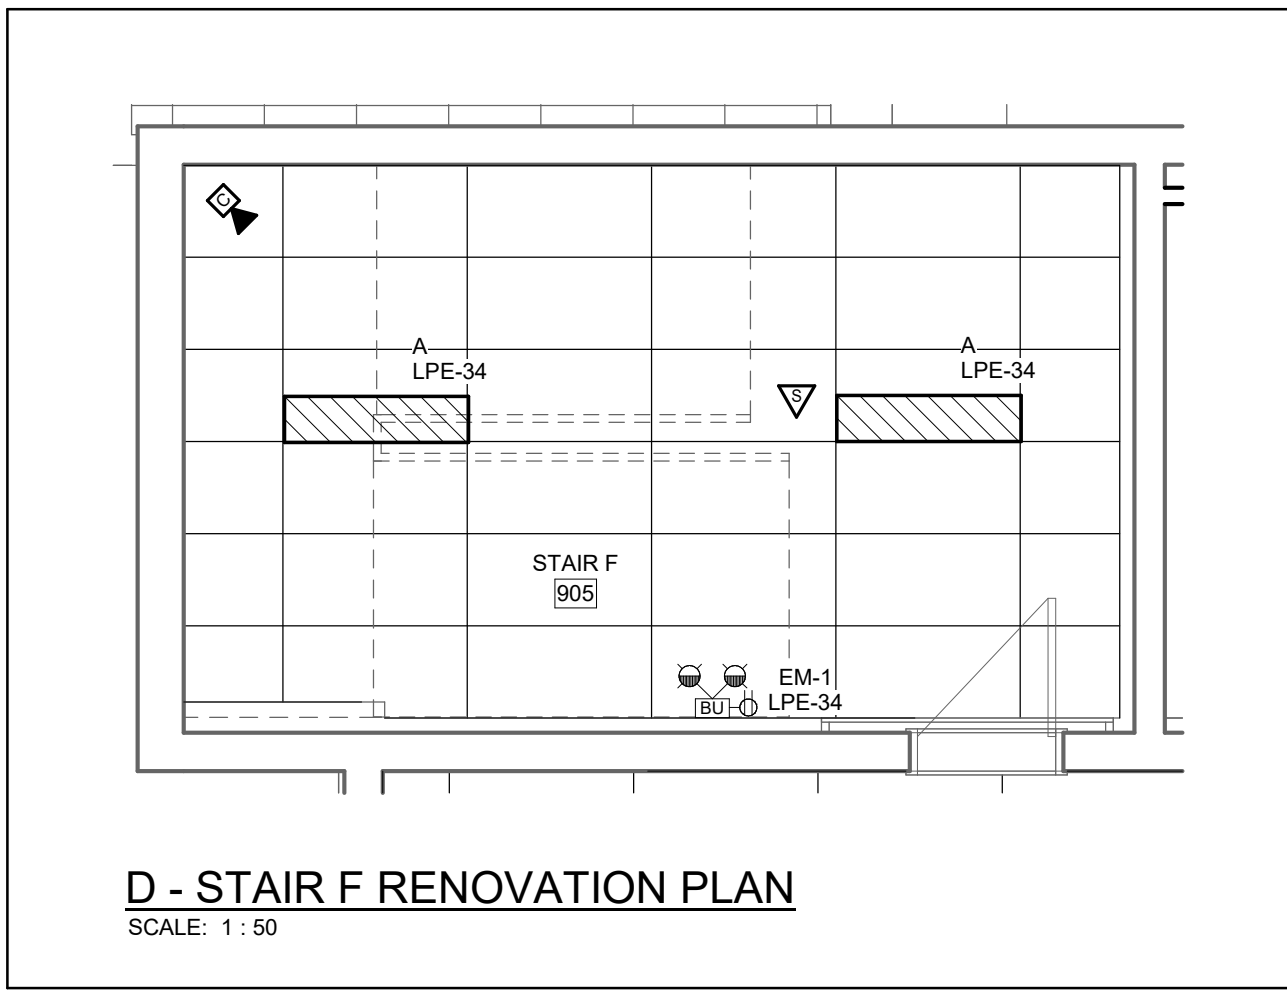 C
A
LPE-34
A
LPE-34
S
STAIR F
905
EM-1
LPE-34
BU
D - STAIR F RENOVATION PLAN
SCALE: 1 : 50